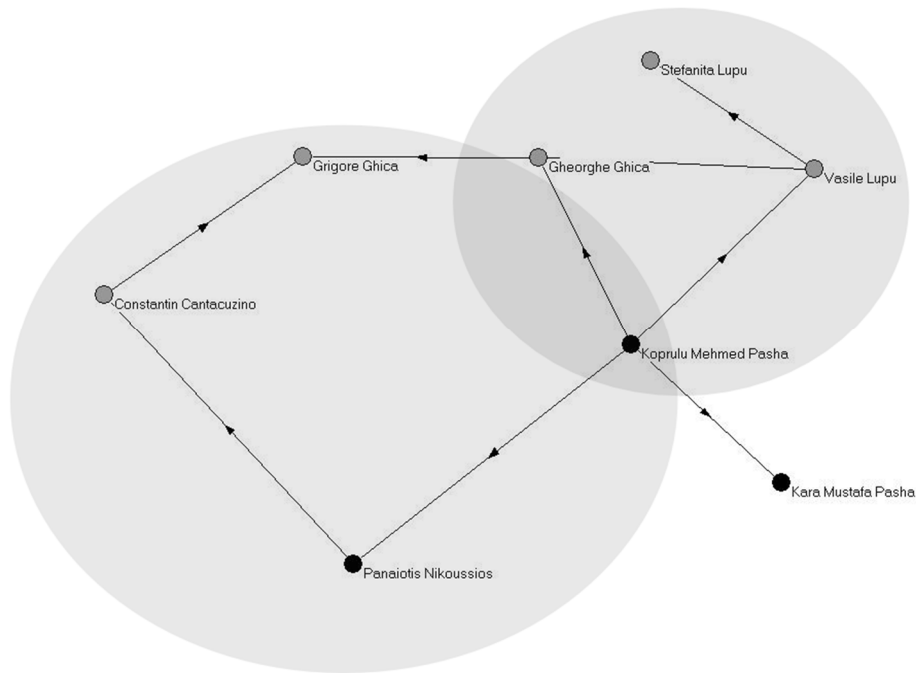 Stefanita Lupu
Grigore Ghica
Gheorghe Ghica
Vasile Lupu
Constantin Cantacuzino
Koprulu Mehmed Pasha
Kara Mustafa Pasha
Panaiotis Nikoussios